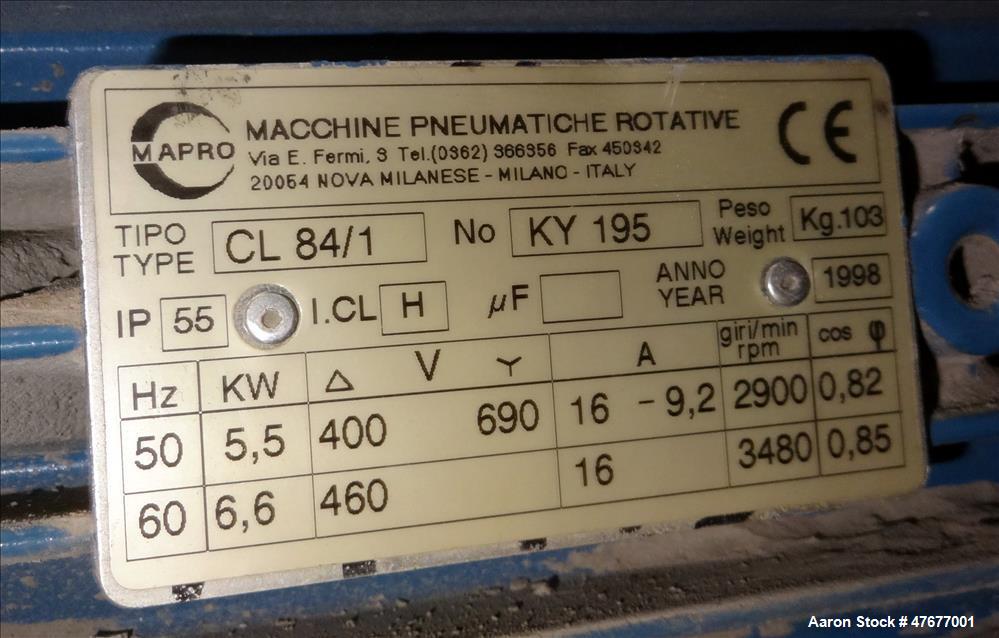 MAPRO
MACCHINE PNEUMATICHE ROTATIVE
Via E. Fermi, 3 Tel.(0362) 366356 Fax 450342
20054 NOVA MILANESE - MILANO - ITALY
CE
TIPO
TYPE
CL 84/1
No
KY 195
Peso
Weight
Kg.103
IP
55
I.CL
H
µF
ANNO
YEAR
1998
Hz KW △ V Y A giri/min rpm cos φ
50 5,5 400 690 16 - 9,2 2900 0,82
60 6,6 460 16 3480 0,85
Aaron Stock # 47677001